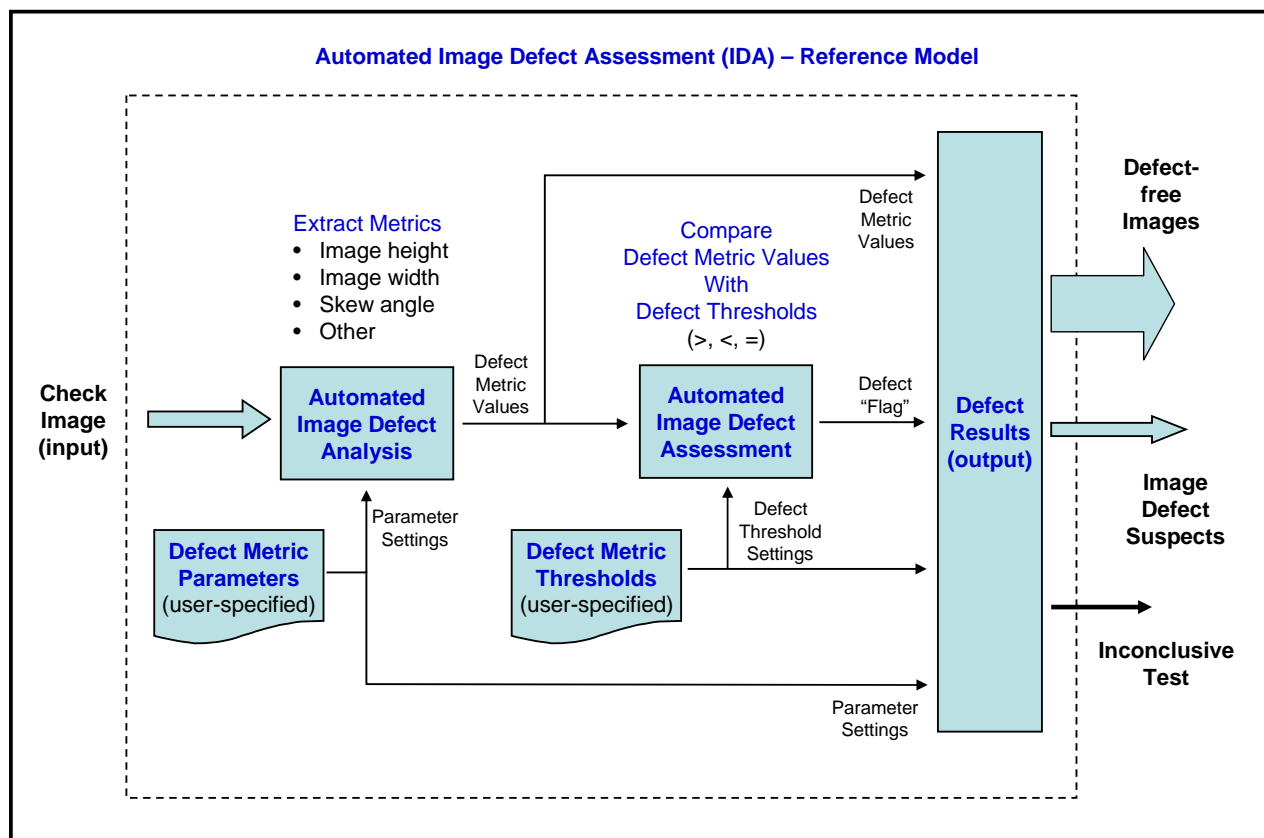 Automated Image Defect Assessment (IDA) – Reference Model
Extract Metrics
• Image height
• Image width
• Skew angle
• Other
Compare
Defect Metric Values
With
Defect Thresholds
(>, <, =)
Defect
Metric
Values
Defect-
free
Images
Check
Image
(input)
Automated
Image Defect
Analysis
Defect
Metric
Values
Automated
Image Defect
Assessment
Defect
“Flag”
Defect
Results
(output)
Image
Defect
Suspects
Parameter
Settings
Defect
Threshold
Settings
Defect Metric
Parameters
(user-specified)
Defect Metric
Thresholds
(user-specified)
Inconclusive
Test
Parameter
Settings